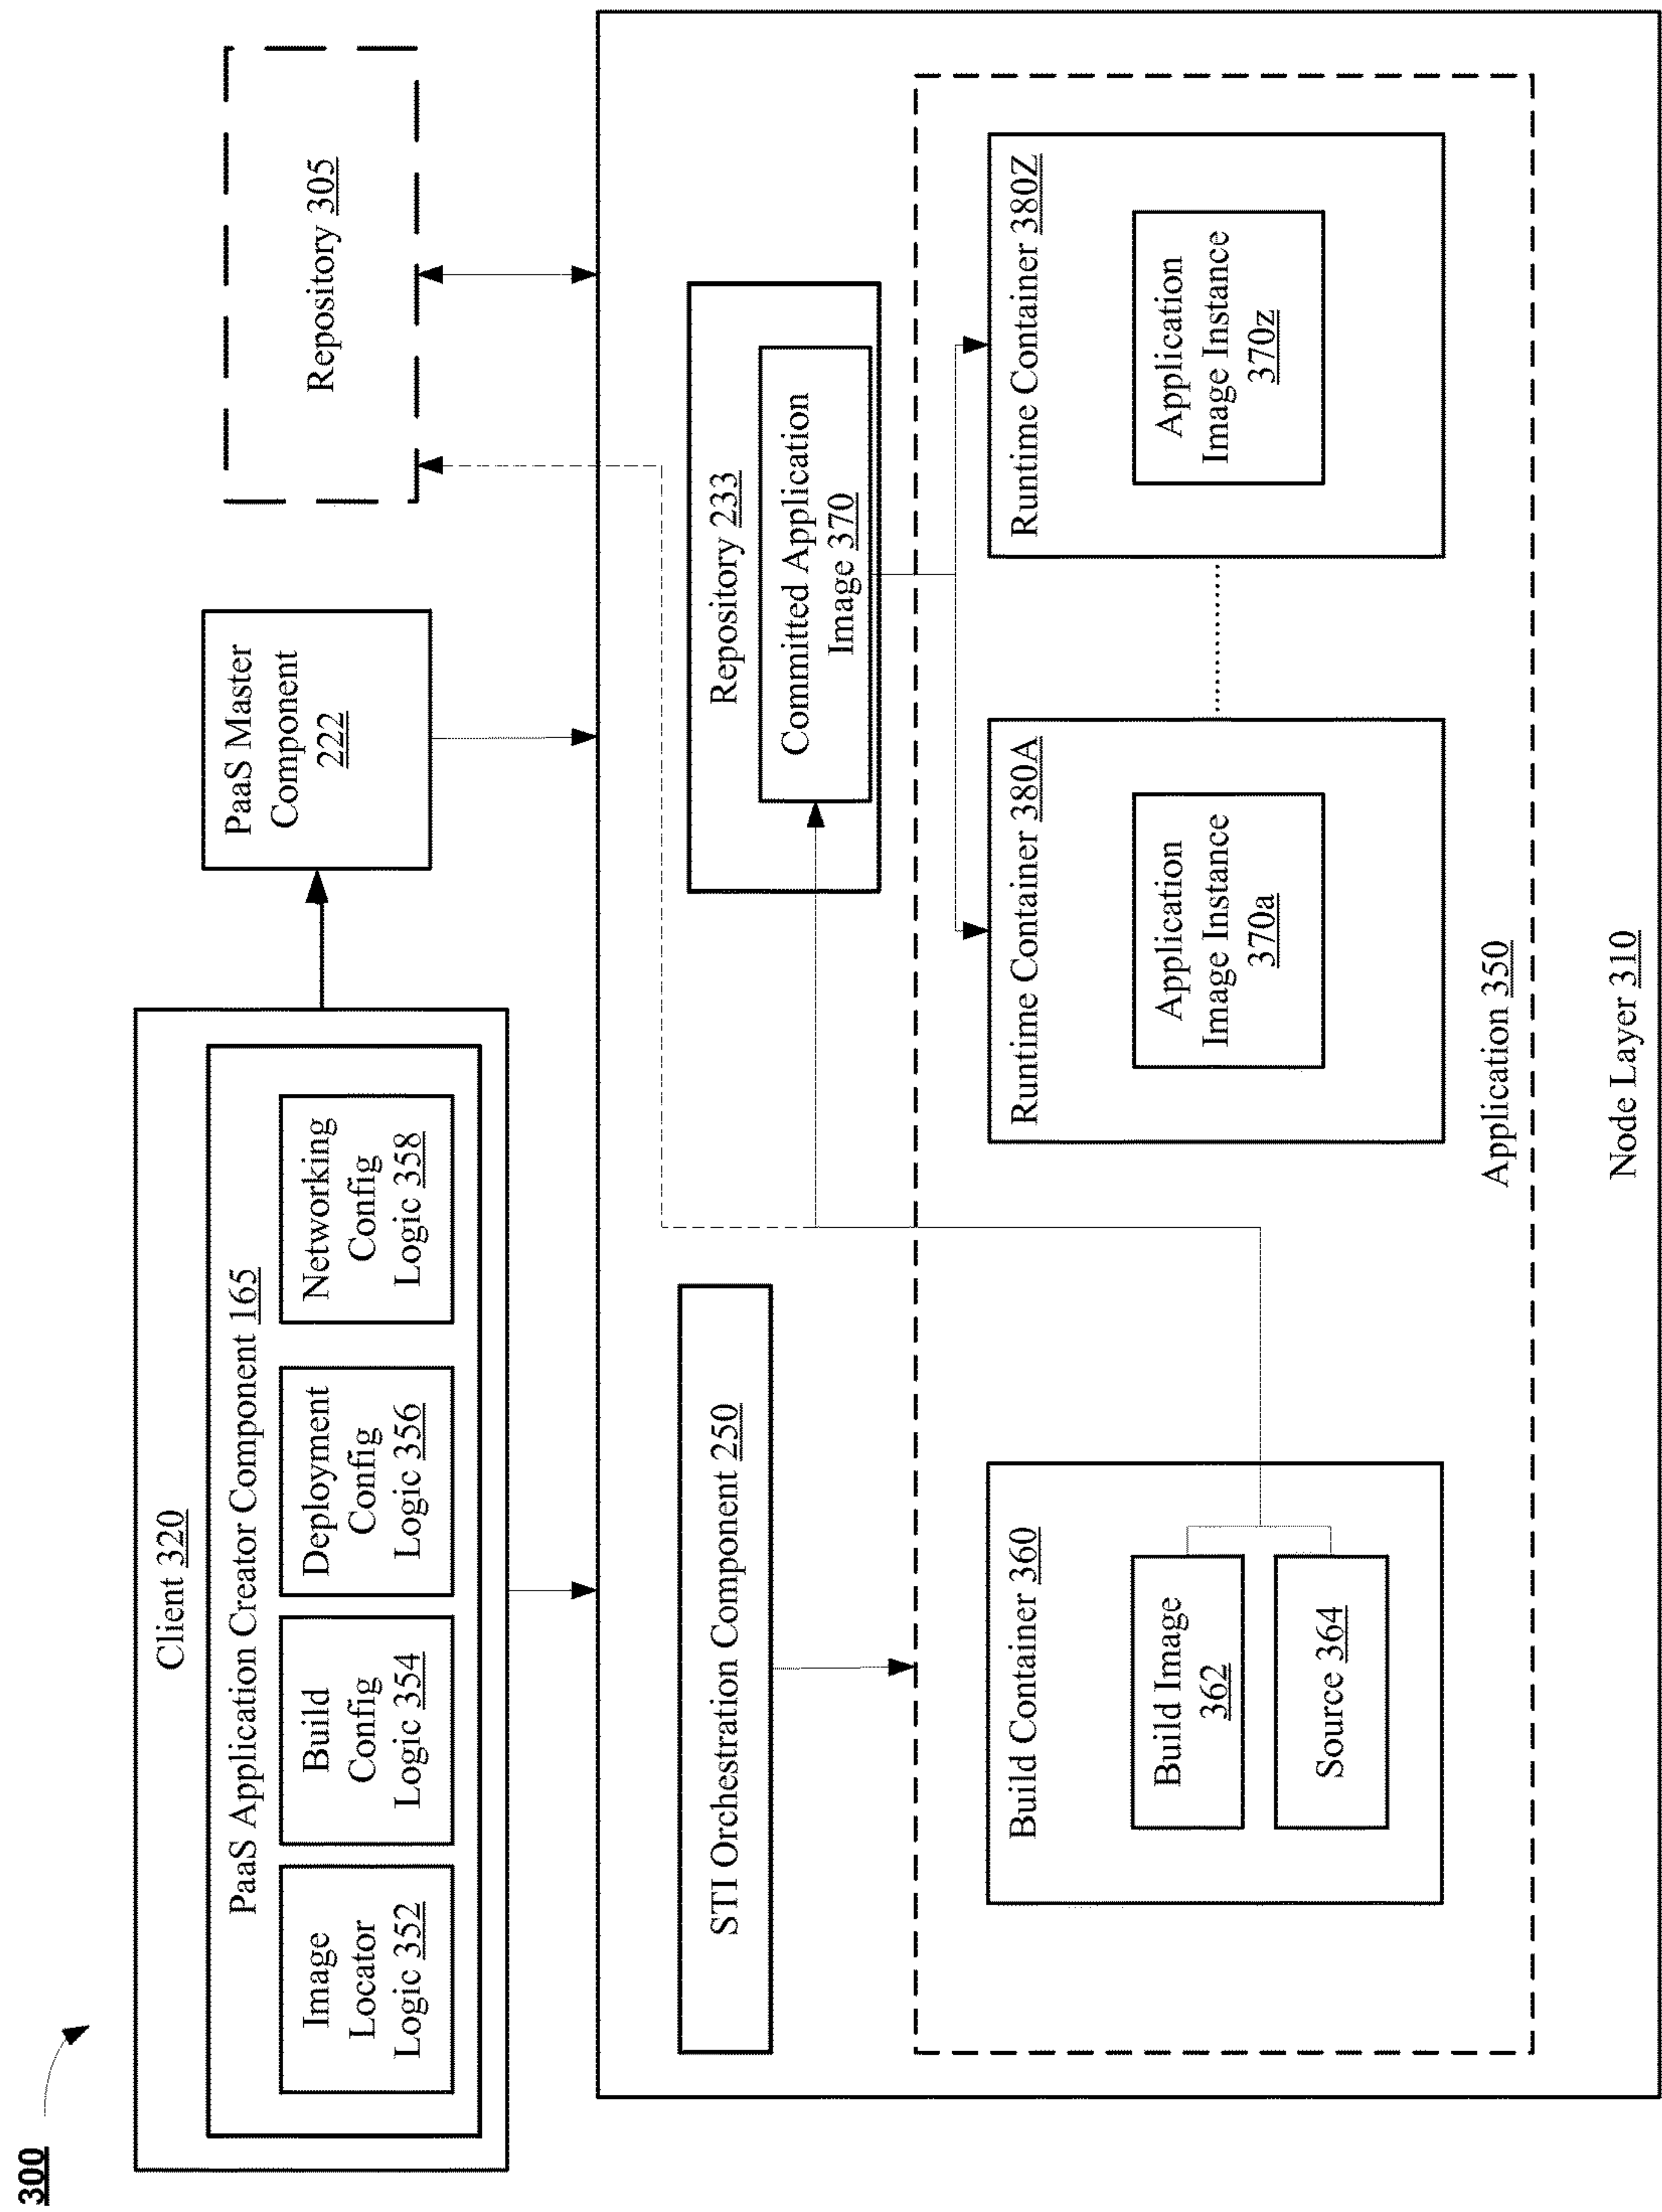 300
Client 320
PaaS Application Creator Component 165
Image
Locator
Logic 352
Build
Config
Logic 354
Deployment
Config
Logic 356
Networking
Config
Logic 358
PaaS Master
Component
222
Repository 305
STI Orchestration Component 250
Repository 233
Committed Application
Image 370
Build Container 360
Build Image
362
Source 364
Runtime Container 380A
Application
Image Instance
370a
Runtime Container 380Z
Application
Image Instance
370z
Application 350
Node Layer 310